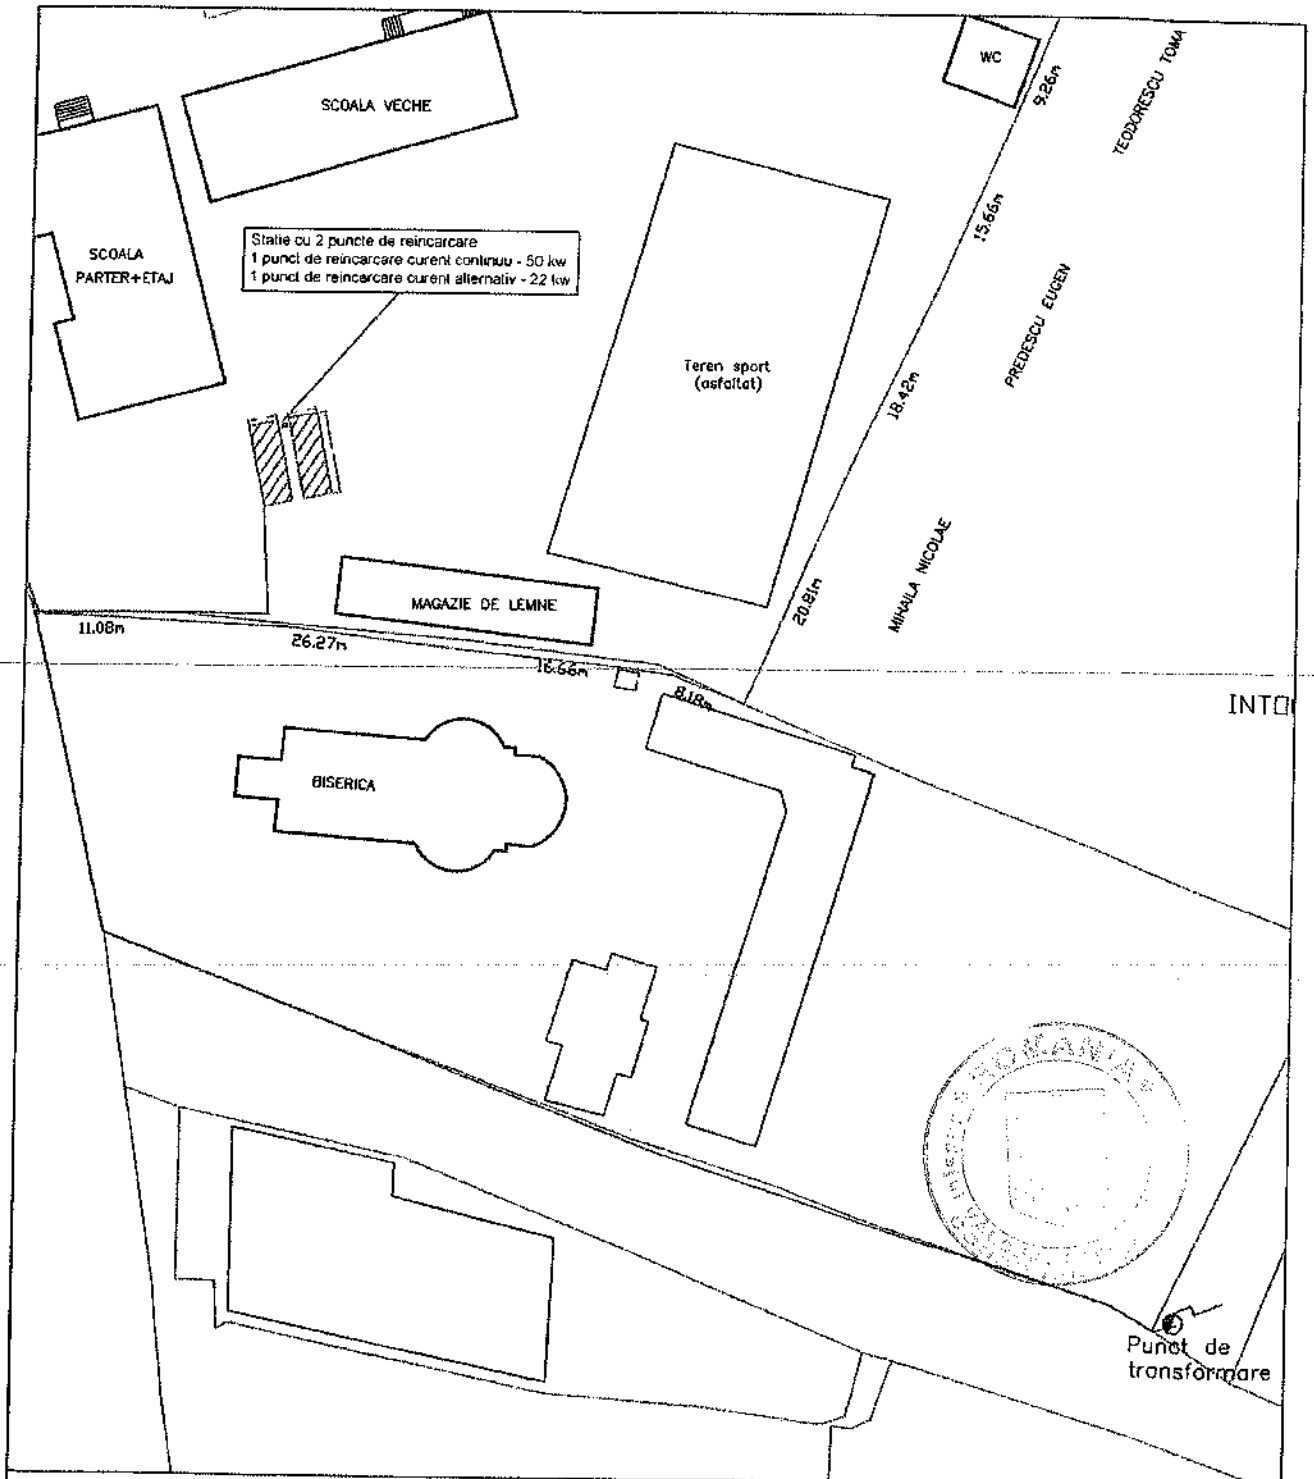 WC
9.26m
TEODORESCU TOMA
SCOALA VECHE
15.66m
Statie cu 2 puncte de reincarcare
1 punct de reincarcare curent continuu - 50 kw
1 punct de reincarcare curent alternativ - 22 kw
SCOALA
PARTER+ETAJ
PREDESCU EUGEN
Teren sport
(asfaltat)
18.42m
MIHAILA NICOLAE
20.81m
MAGAZIE DE LEMNE
11.08m
26.27m
16.66m
8.18m
INTO
BISERICA
ROMANIA
Punct de
transformare